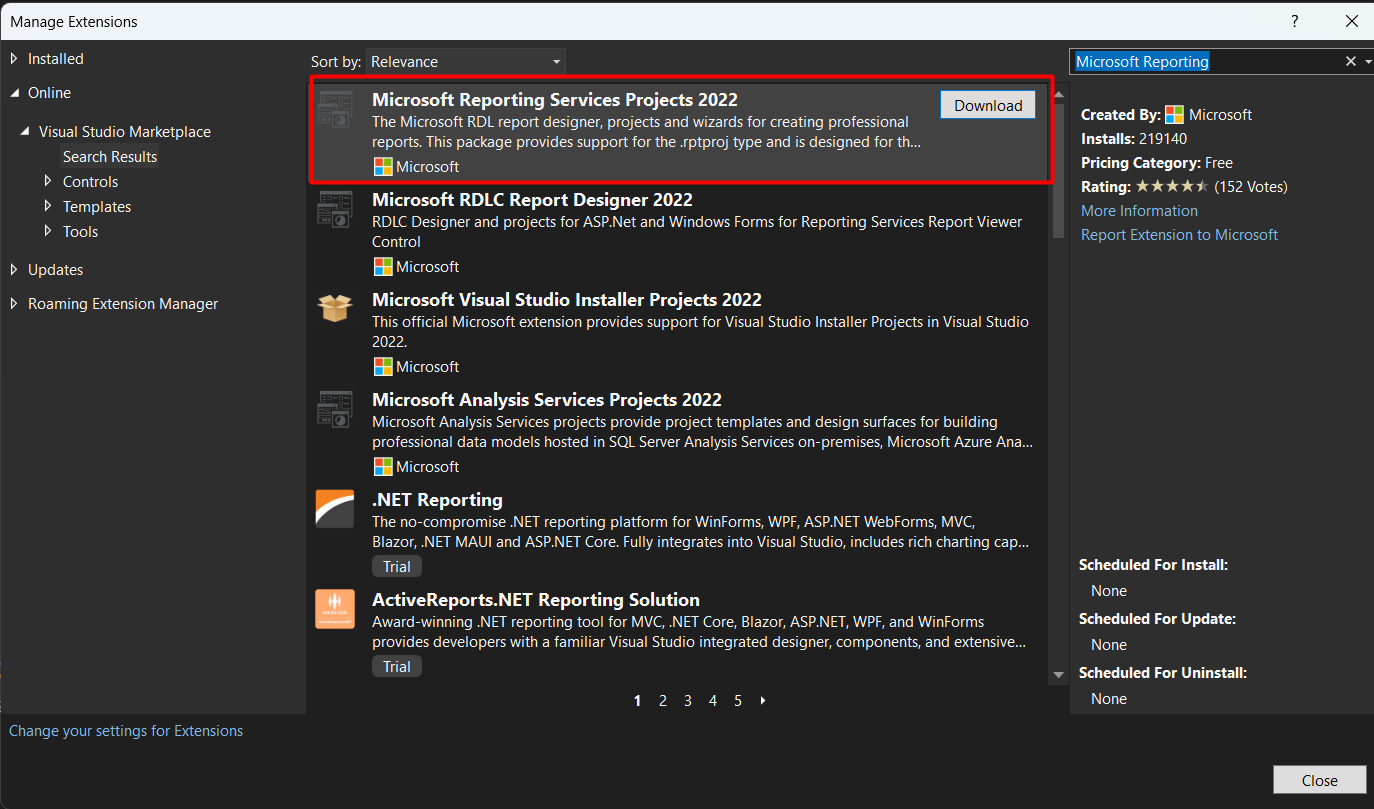 Manage Extensions
?
Installed
Online
Visual Studio Marketplace
Search Results
Controls
Templates
Tools
Updates
Roaming Extension Manager
Change your settings for Extensions
Sort by: Relevance
Microsoft Reporting Services Projects 2022
Download
The Microsoft RDL report designer, projects and wizards for creating professional
reports. This package provides support for the .rptproj type and is designed for th...
Microsoft
Microsoft RDLC Report Designer 2022
RDLC Designer and projects for ASP.Net and Windows Forms for Reporting Services Report Viewer
Control
Microsoft
Microsoft Visual Studio Installer Projects 2022
This official Microsoft extension provides support for Visual Studio Installer Projects in Visual Studio
2022.
Microsoft
Microsoft Analysis Services Projects 2022
Microsoft Analysis Services projects provide project templates and design surfaces for building
professional data models hosted in SQL Server Analysis Services on-premises, Microsoft Azure Ana...
Microsoft
.NET Reporting
The no-compromise .NET reporting platform for WinForms, WPF, ASP.NET WebForms, MVC,
Blazor, .NET MAUI and ASP.NET Core. Fully integrates into Visual Studio, includes rich charting cap...
Trial
ActiveReports.NET Reporting Solution
Award-winning .NET reporting tool for MVC, .NET Core, Blazor, ASP.NET, WPF, and WinForms
provides developers with a familiar Visual Studio integrated designer, components, and extensive...
Trial
1 2 3 4 5
Microsoft Reporting
Created By: Microsoft
Installs: 219140
Pricing Category: Free
Rating: (152 Votes)
More Information
Report Extension to Microsoft
Scheduled For Install:
None
Scheduled For Update:
None
Scheduled For Uninstall:
None
Close